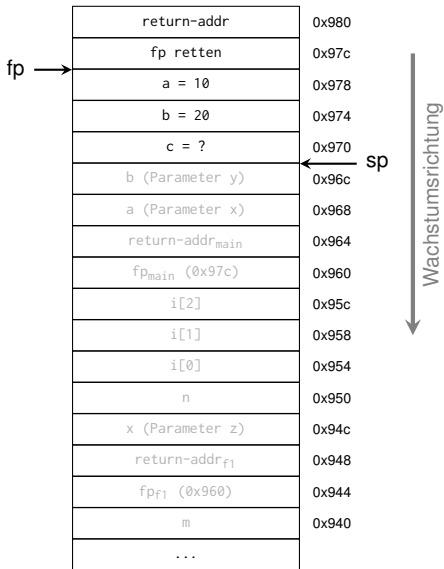 return-addr 0x980
fp retten 0x97c
fp
a = 10 0x978
b = 20 0x974
c = ? 0x970
sp
b (Parameter y) 0x96c
a (Parameter x) 0x968
return-addrmain 0x964
fpmain (0x97c) 0x960
i[2] 0x95c
i[1] 0x958
i[0] 0x954
n 0x950
x (Parameter z) 0x94c
return-addrf1 0x948
fpf1 (0x960) 0x944
m 0x940
...
Wachstumsrichtung